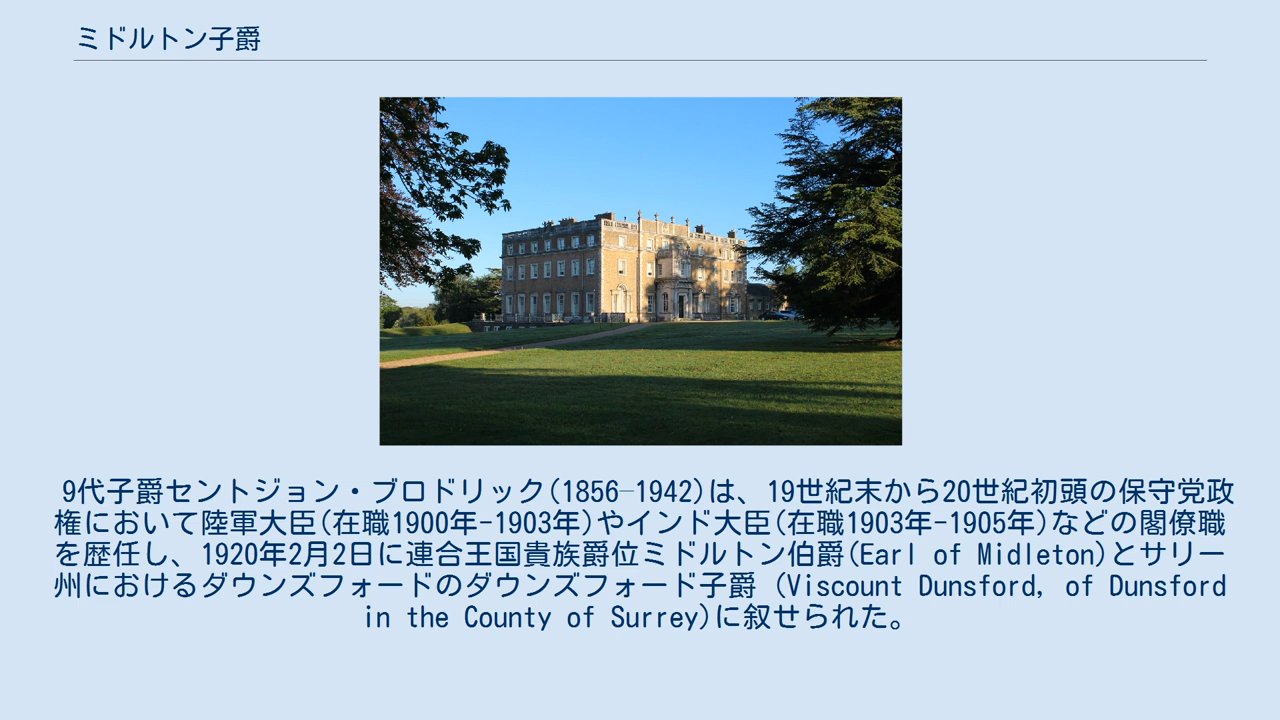 ミドルトン子爵
9代子爵セントジョン・ブロドリック(1856–1942)は、19世紀末から20世紀初頭の保守党政
権において陸軍大臣(在職1900年-1903年)やインド大臣(在職1903年-1905年)などの閣僚職
を歴任し、1920年2月2日に連合王国貴族爵位ミドルトン伯爵(Earl of Midleton)とサリー
州におけるダウンズフォードのダウンズフォード子爵 (Viscount Dunsford, of Dunsford
in the County of Surrey)に叙せられた。